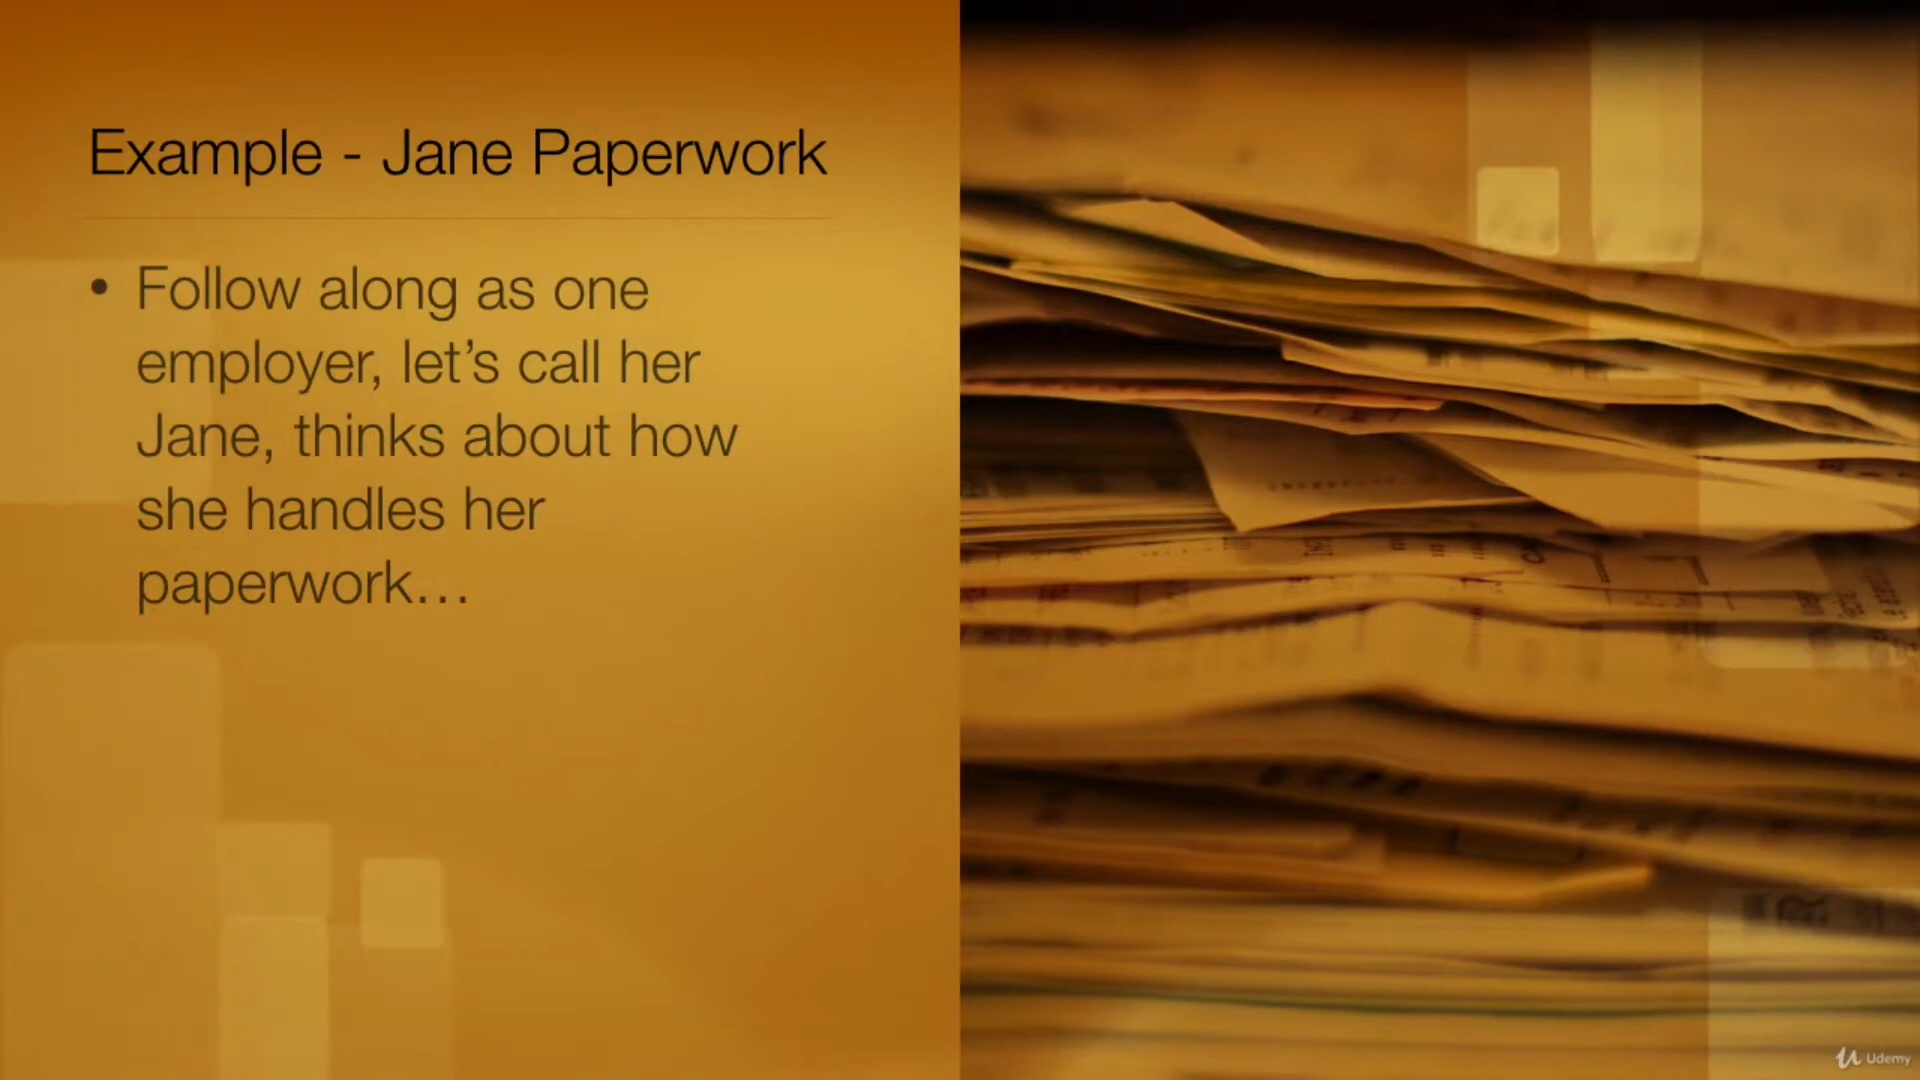 Example - Jane Paperwork
• Follow along as one
employer, let’s call her
Jane, thinks about how
she handles her
paperwork…
Udemy